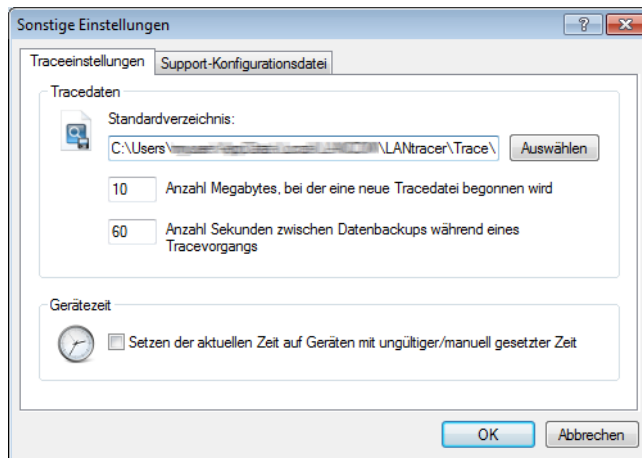 Sonstige Einstellungen
Traceeinstellungen
Support-Konfigurationsdatei
Tracedaten
Standardverzeichnis:
C:\Users\ \LANtracer\Trace\
Auswählen
10
Anzahl Megabytes, bei der eine neue Tracedatei begonnen wird
60
Anzahl Sekunden zwischen Datenbackups während eines
Tracevorgangs
Gerätezeit
Setzen der aktuellen Zeit auf Geräten mit ungültiger/manuell gesetzter Zeit
OK
Abbrechen